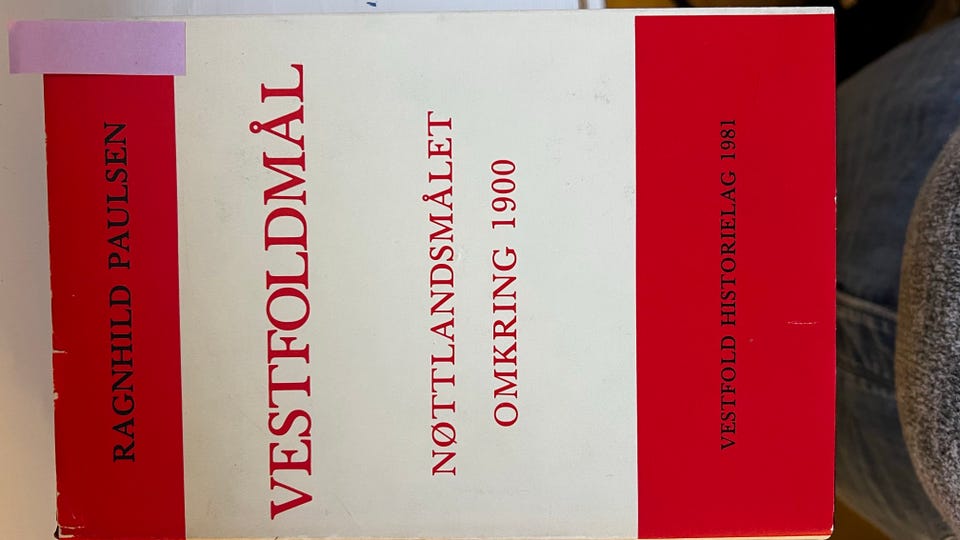 RAGNHILD PAULSEN
VESTFOLDMÅL
NØTTLANDSMÅLET
OMKRING 1900
VESTFOLD HISTORIELAG 1981